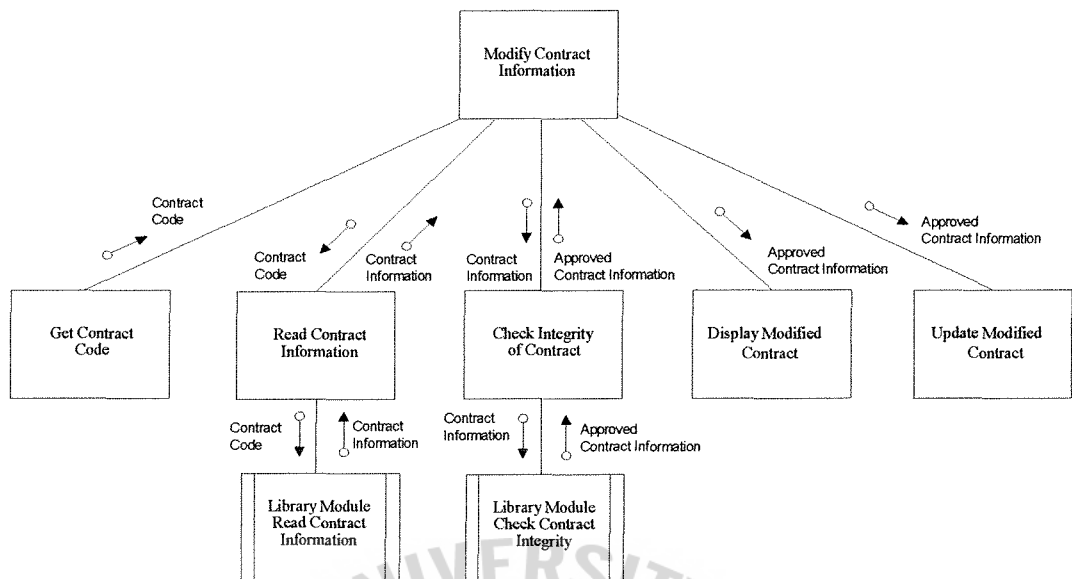 Modify Contract
Information
Contract
Code
Contract
Code
Contract
Information
Contract
Information
Approved
Contract Information
Approved
Contract Information
Approved
Contract Information
Get Contract
Code
Read Contract
Information
Check Integrity
of Contract
Display Modified
Contract
Update Modified
Contract
Contract
Code
Contract
Information
Contract
Information
Approved
Contract Information
Library Module
Read Contract
Information
Library Module
Check Contract
Integrity